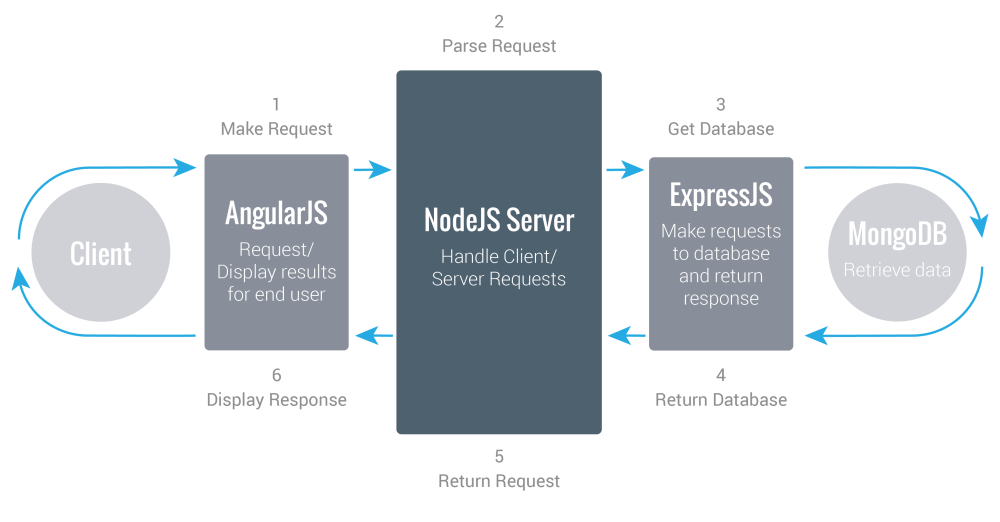 2
Parse Request
1
Make Request
3
Get Database
Client
AngularJS
Request/
Display results
for end user
NodeJS Server
Handle Client/
Server Requests
ExpressJS
Make requests
to database
and return
response
MongoDB
Retrieve data
6
Display Response
4
Return Database
5
Return Request